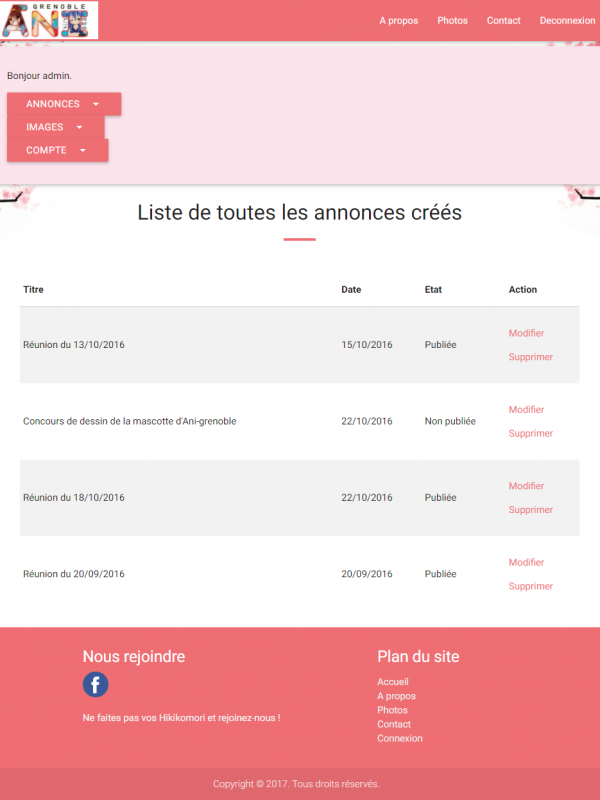 GRENOBLE
ANI
A propos Photos Contact Deconnexion
Bonjour admin.
ANNONCES
IMAGES
COMPTE
Liste de toutes les annonces créés
Titre Date Etat Action
Réunion du 13/10/2016 15/10/2016 Publiée Modifier
Supprimer
Concours de dessin de la mascotte d'Ani-grenoble 22/10/2016 Non publiée Modifier
Supprimer
Réunion du 18/10/2016 22/10/2016 Publiée Modifier
Supprimer
Réunion du 20/09/2016 20/09/2016 Publiée Modifier
Supprimer
Nous rejoindre
f
Ne faites pas vos Hikikomori et rejoinez-nous !
Plan du site
Accueil
A propos
Photos
Contact
Connexion
Copyright © 2017. Tous droits réservés.